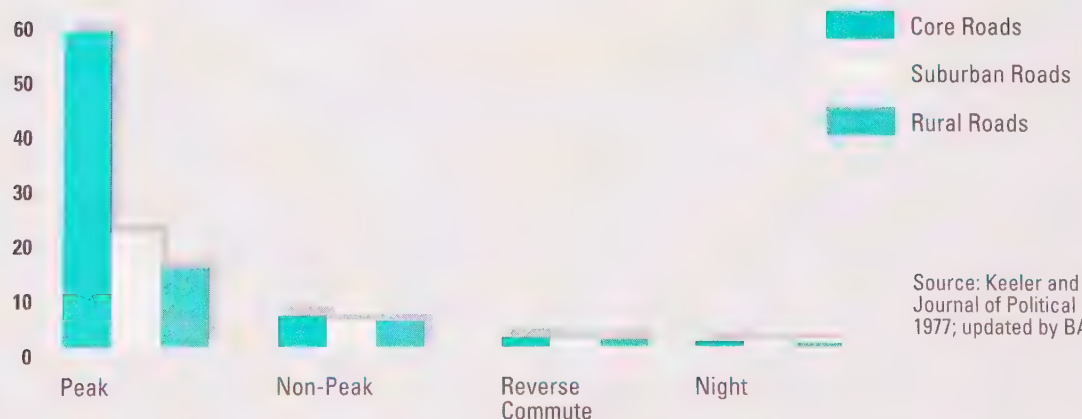 60
50
40
30
20
10
0
Peak
Non-Peak
Reverse
Commute
Night
Core Roads
Suburban Roads
Rural Roads
Source: Keeler and
Journal of Political
1977; updated by BA